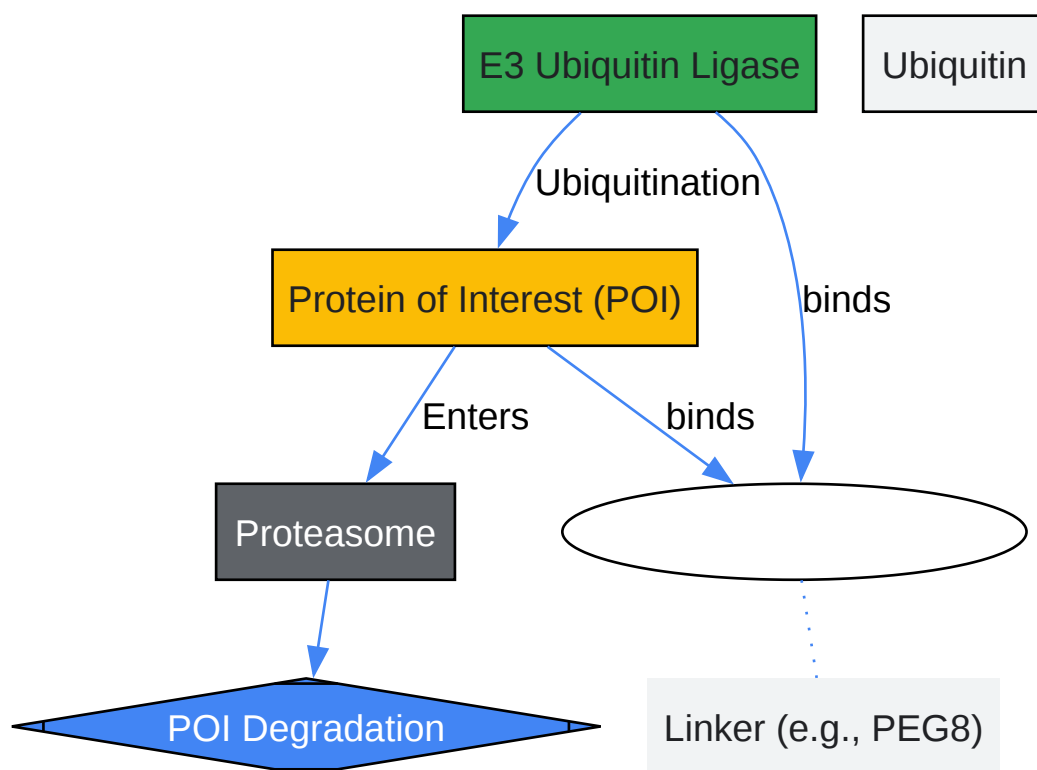 E3 Ubiquitin Ligase
Ubiquitin
Ubiquitination
Protein of Interest (POI)
binds
Enters
binds
Proteasome
POI Degradation
Linker (e.g., PEG8)